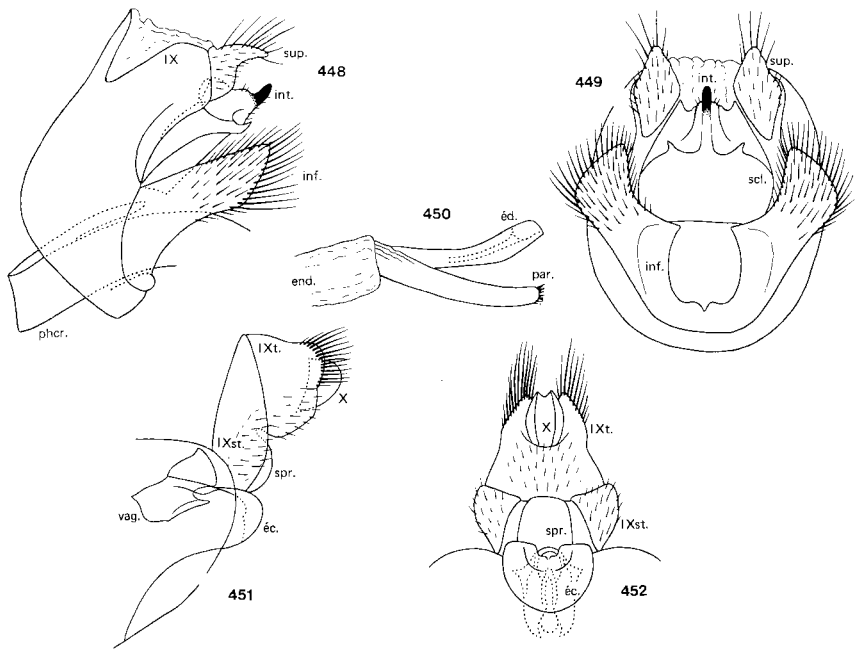 IX
sup.
448
int.
inf.
phcr.
449
int.
sup.
scl.
inf.
450
éd.
end.
par.
IXt.
X
IXst.
spr.
vag.
éc.
451
X
IXt.
spr.
IXst.
éc.
452